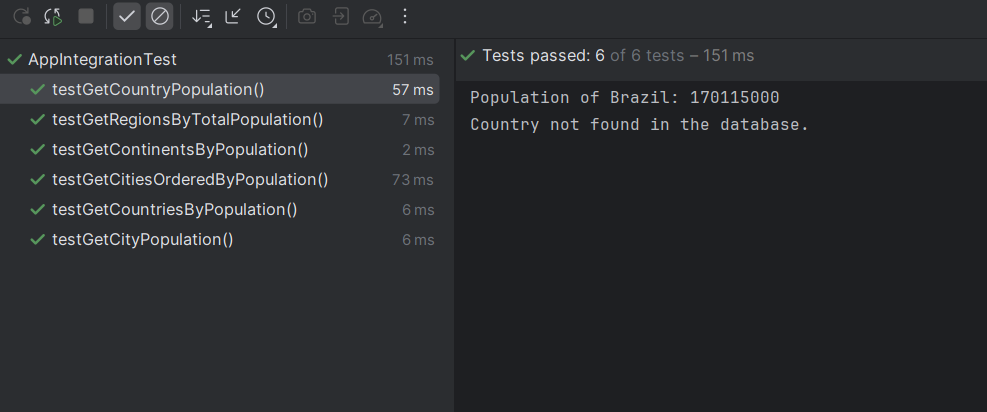 AppIntegrationTest 151 ms
testGetCountryPopulation() 57 ms
testGetRegionsByTotalPopulation() 7 ms
testGetContinentsByPopulation() 2 ms
testGetCitiesOrderedByPopulation() 73 ms
testGetCountriesByPopulation() 6 ms
testGetCityPopulation() 6 ms
Tests passed: 6 of 6 tests – 151 ms
Population of Brazil: 170115000
Country not found in the database.